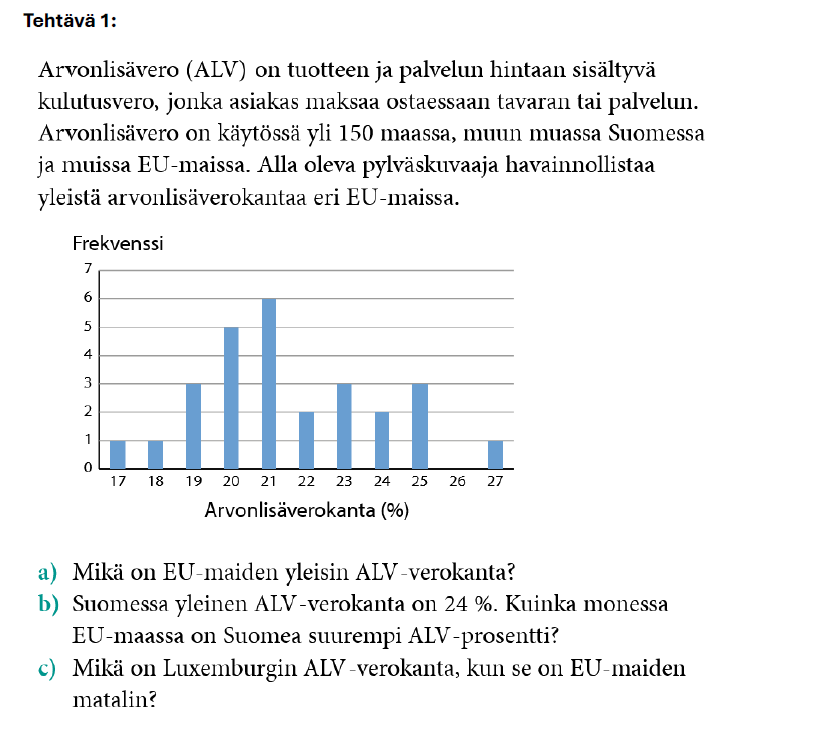 Tehtävä 1:
Arvonlisävero (ALV) on tuotteen ja palvelun hintaan sisältyvä
kulutusvero, jonka asiakas maksaa ostaessaan tavaran tai palvelun.
Arvonlisävero on käytössä yli 150 maassa, muun muassa Suomessa
ja muissa EU-maissa. Alla oleva pylväskuvaaja havainnollistaa
yleistä arvonlisäverokantaa eri EU-maissa.
Frekvenssi
7
6
5
4
3
2
1
0
17 18 19 20 21 22 23 24 25 26 27
Arvonlisäverokanta (%)
a) Mikä on EU-maiden yleisin ALV-verokanta?
b) Suomessa yleinen ALV-verokanta on 24 %. Kuinka monessa
EU-maassa on Suomea suurempi ALV-prosentti?
c) Mikä on Luxemburgin ALV-verokanta, kun se on EU-maiden
matalin?